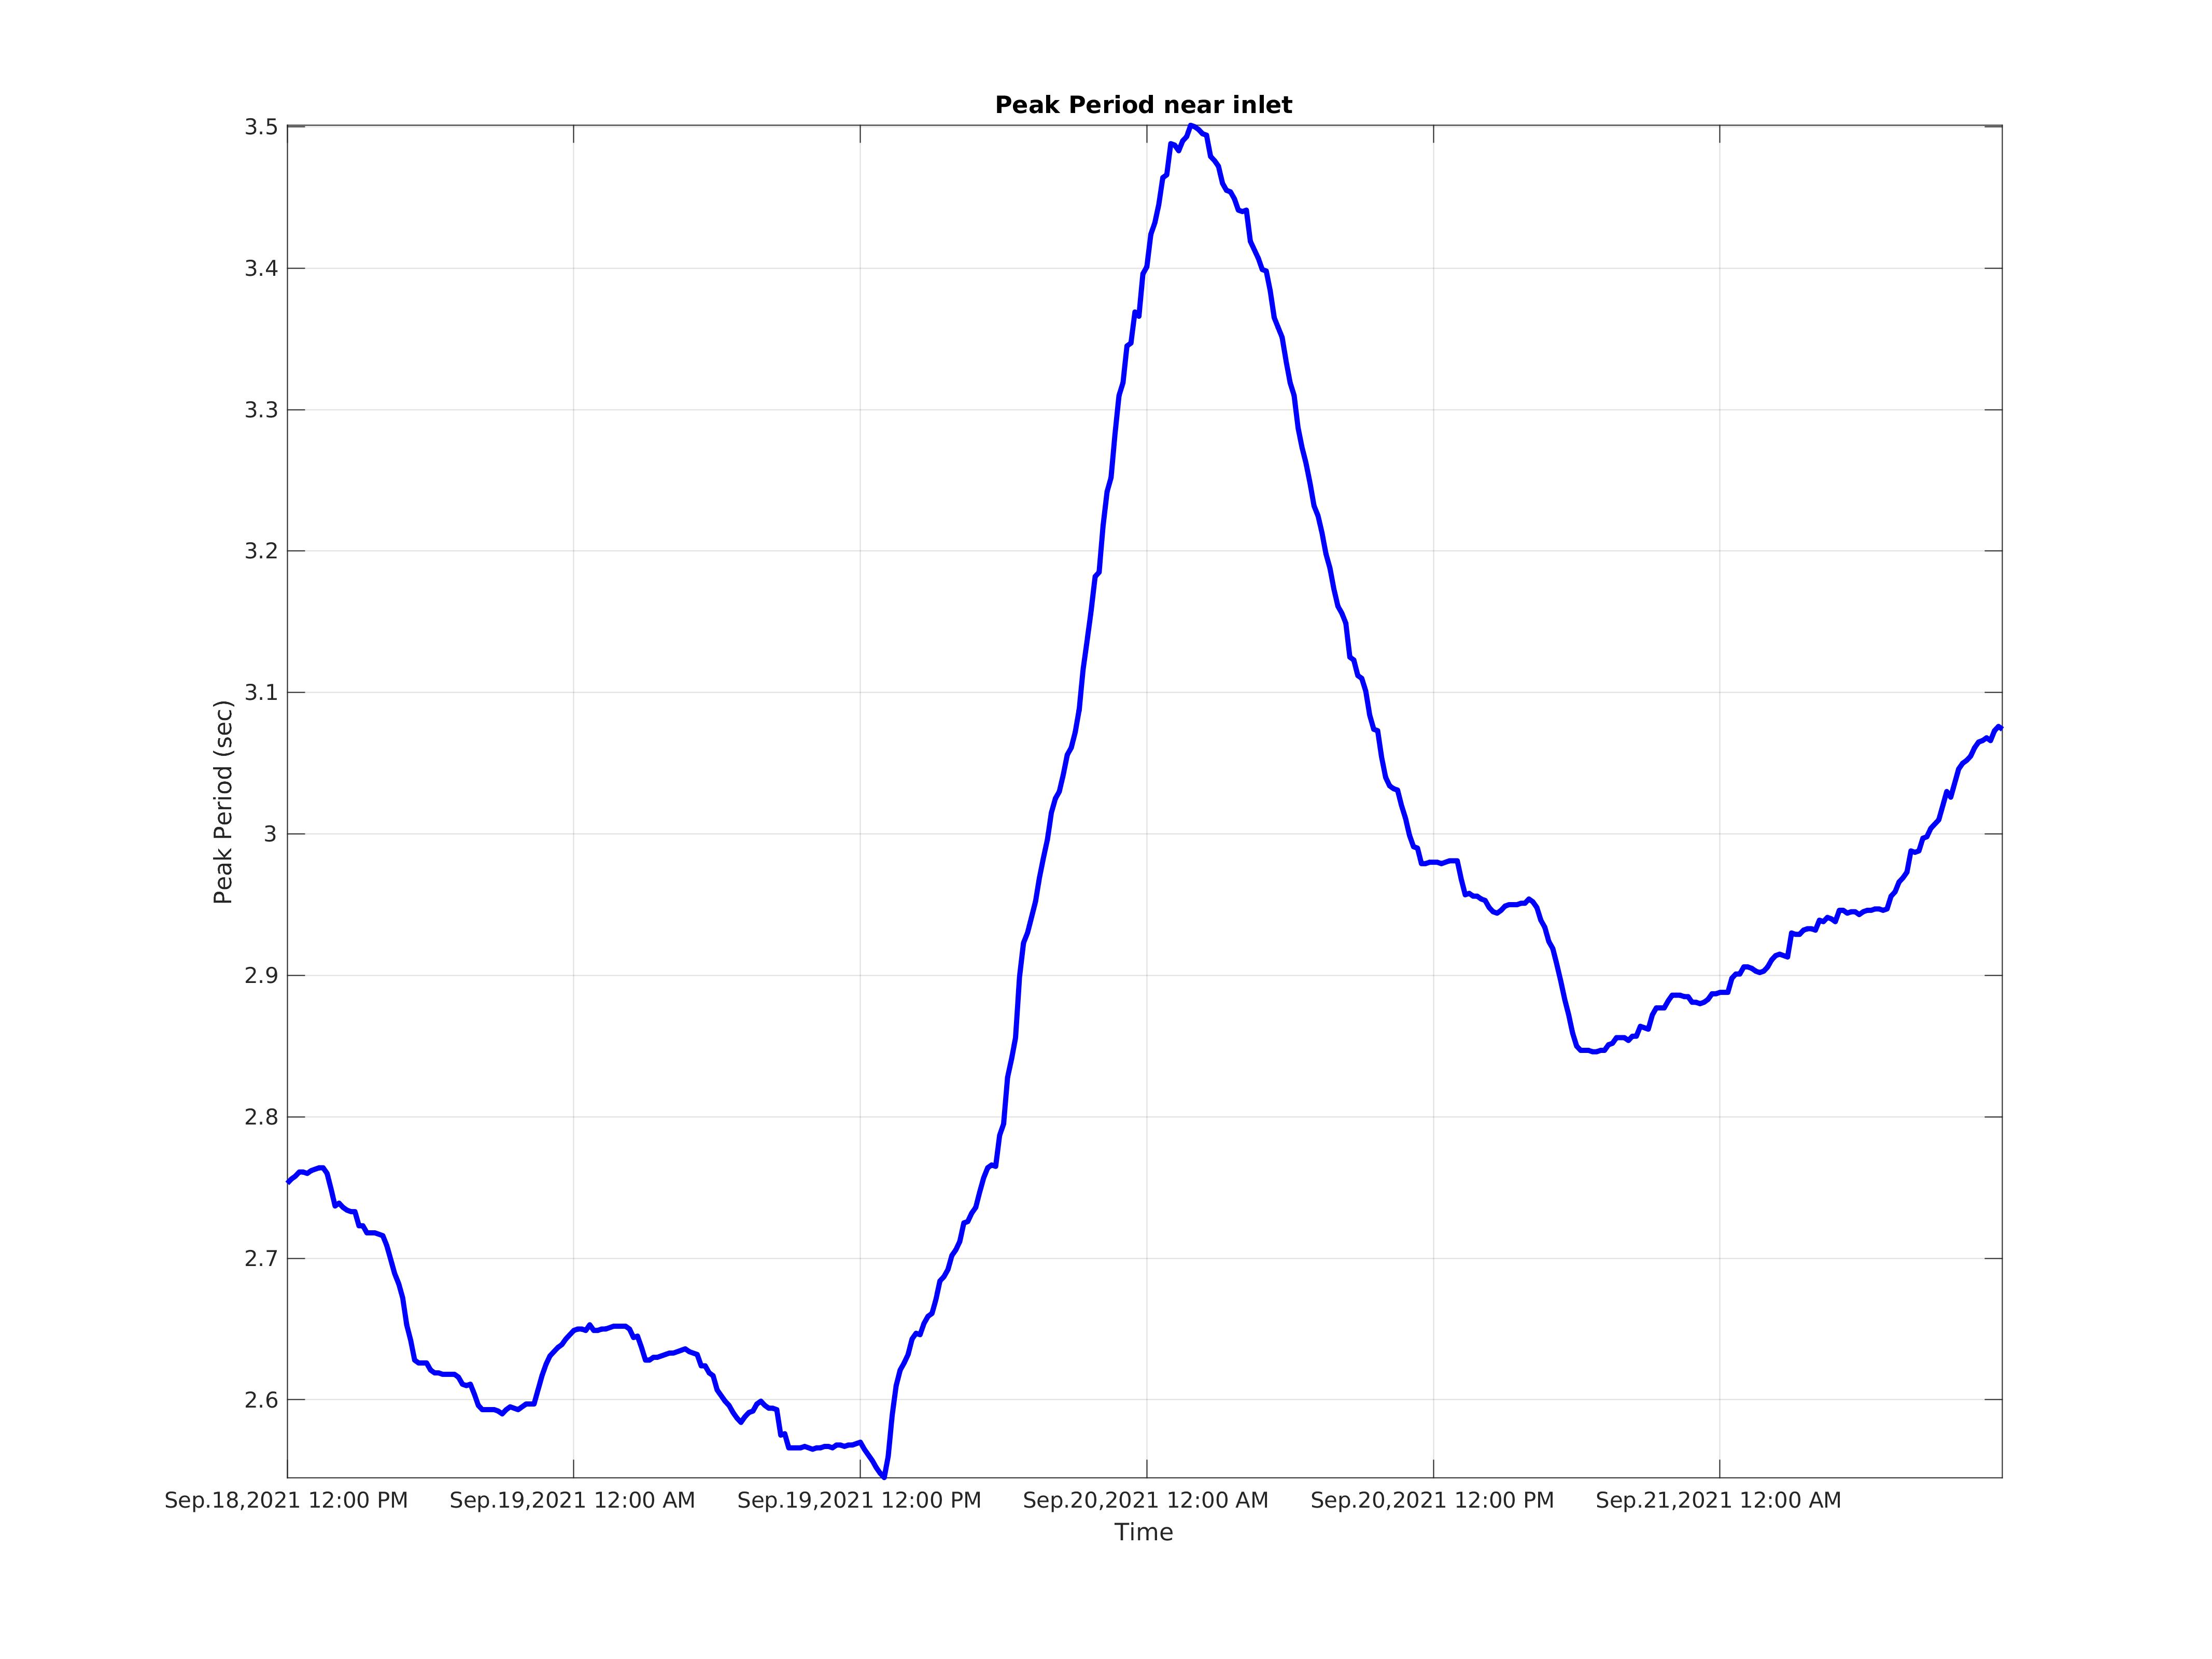 Peak Period near inlet
3.5
3.4
3.3
3.2
3.1
3
2.9
2.8
2.7
2.6
Peak Period (sec)
Sep.18,2021 12:00 PM Sep.19,2021 12:00 AM Sep.19,2021 12:00 PM Sep.20,2021 12:00 AM Sep.20,2021 12:00 PM Sep.21,2021 12:00 AM
Time